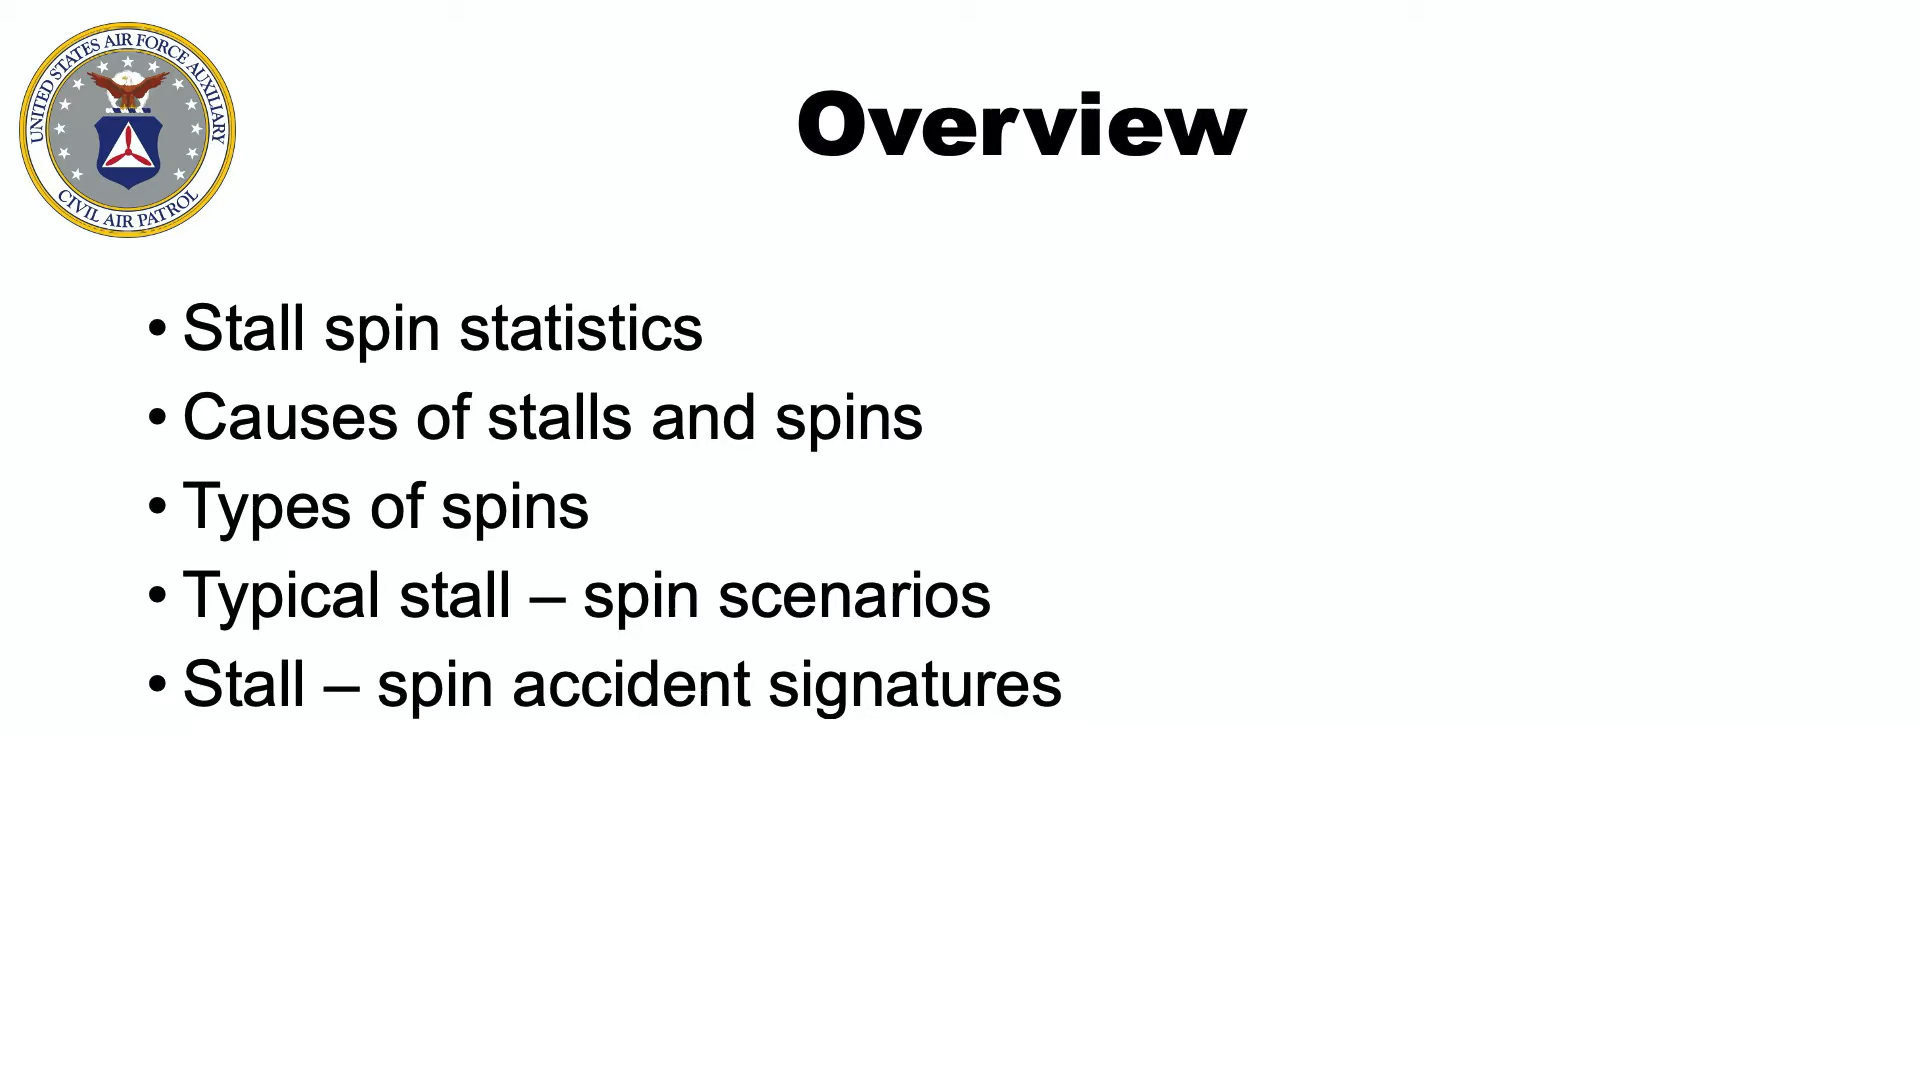 UNITED STATES AIR FORCE AUXILIARY
CIVIL AIR PATROL
Overview
• Stall spin statistics
• Causes of stalls and spins
• Types of spins
• Typical stall – spin scenarios
• Stall – spin accident signatures